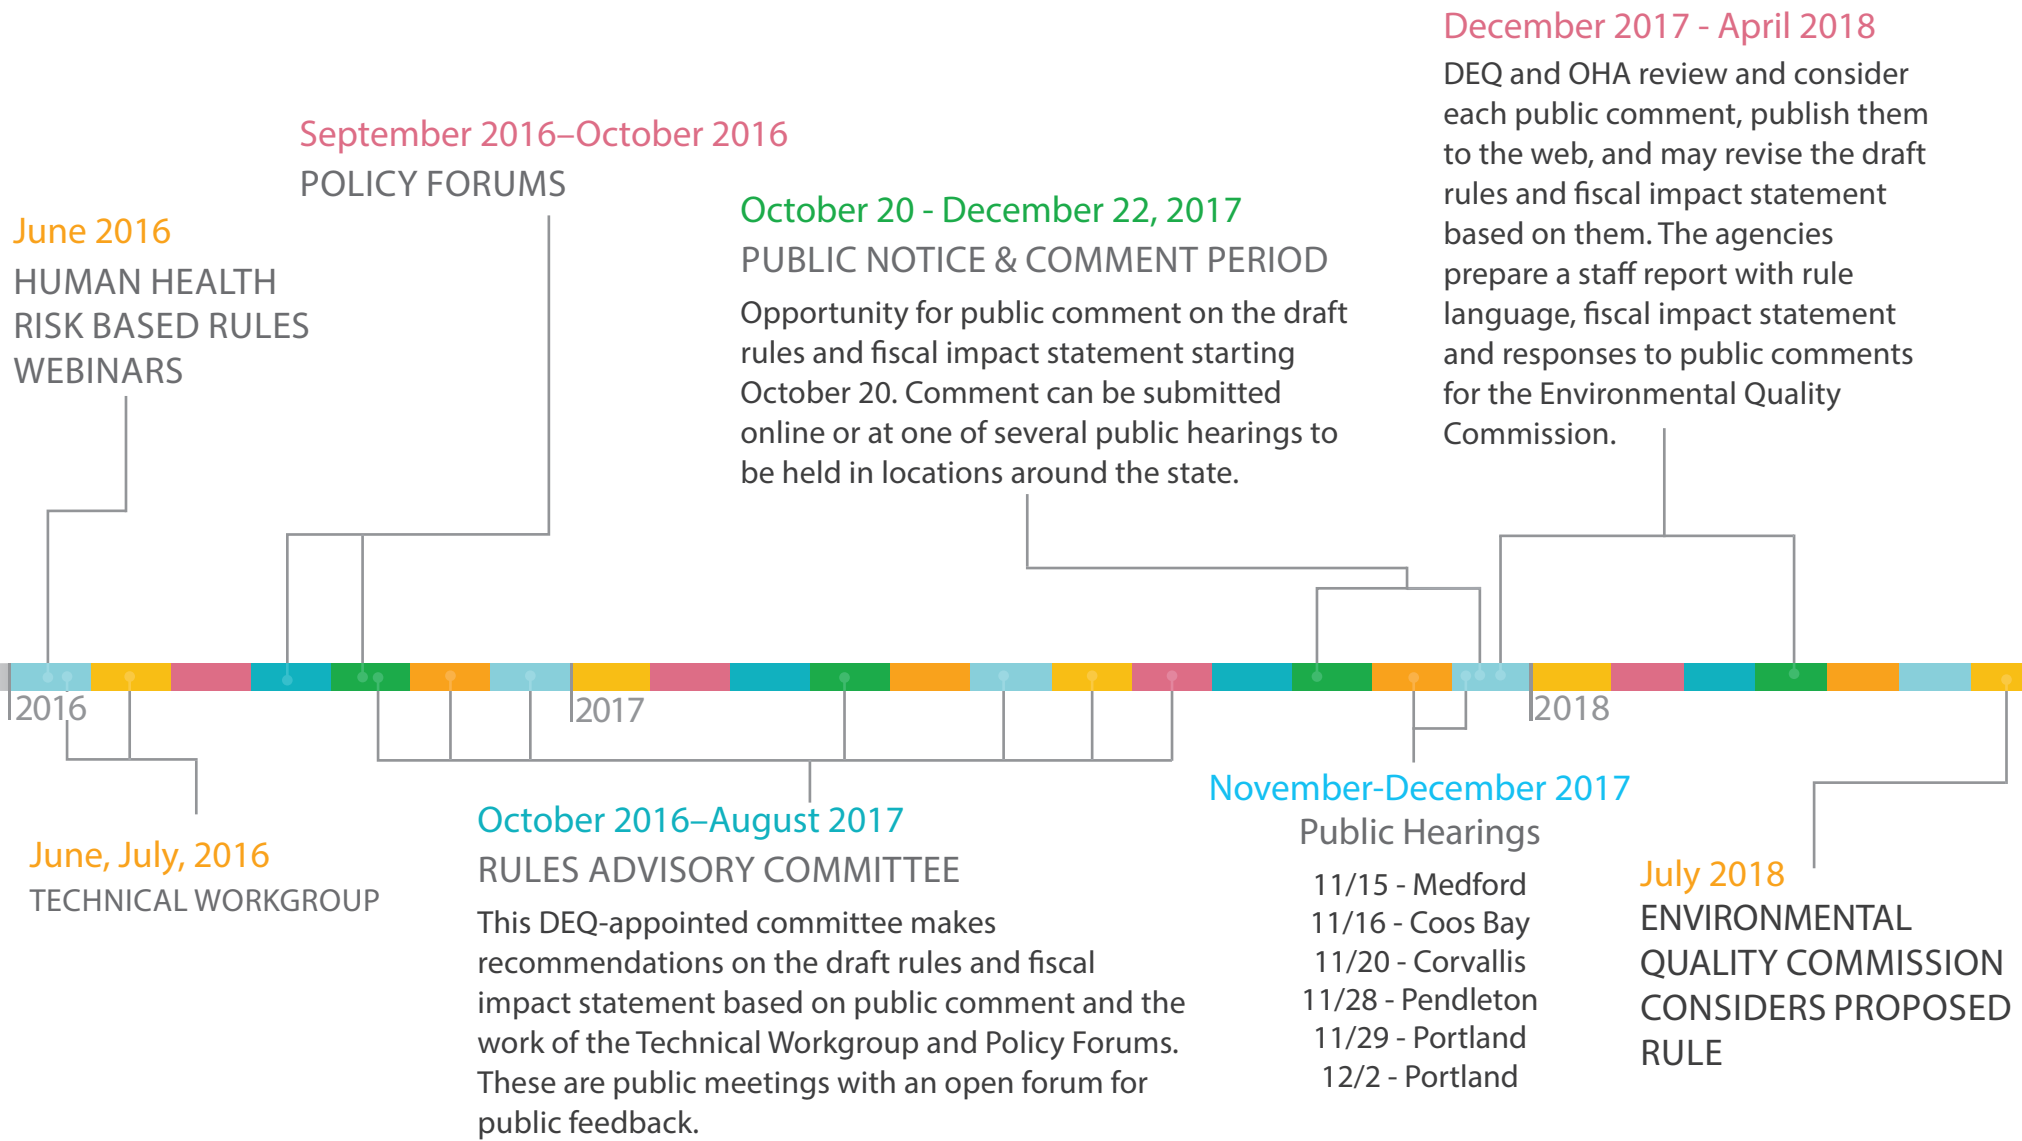 June 2016
HUMAN HEALTH
RISK BASED RULES
WEBINARS
September 2016–October 2016
POLICY FORUMS
October 20 - December 22, 2017
PUBLIC NOTICE & COMMENT PERIOD
Opportunity for public comment on the draft
rules and fiscal impact statement starting
October 20. Comment can be submitted
online or at one of several public hearings to
be held in locations around the state.
December 2017 - April 2018
DEQ and OHA review and consider
each public comment, publish them
to the web, and may revise the draft
rules and fiscal impact statement
based on them. The agencies
prepare a staff report with rule
language, fiscal impact statement
and responses to public comments
for the Environmental Quality
Commission.
2016
2017
2018
June, July, 2016
TECHNICAL WORKGROUP
October 2016–August 2017
RULES ADVISORY COMMITTEE
This DEQ-appointed committee makes
recommendations on the draft rules and fiscal
impact statement based on public comment and the
work of the Technical Workgroup and Policy Forums.
These are public meetings with an open forum for
public feedback.
November-December 2017
Public Hearings
11/15 - Medford
11/16 - Coos Bay
11/20 - Corvallis
11/28 - Pendleton
11/29 - Portland
12/2 - Portland
July 2018
ENVIRONMENTAL
QUALITY COMMISSION
CONSIDERS PROPOSED
RULE